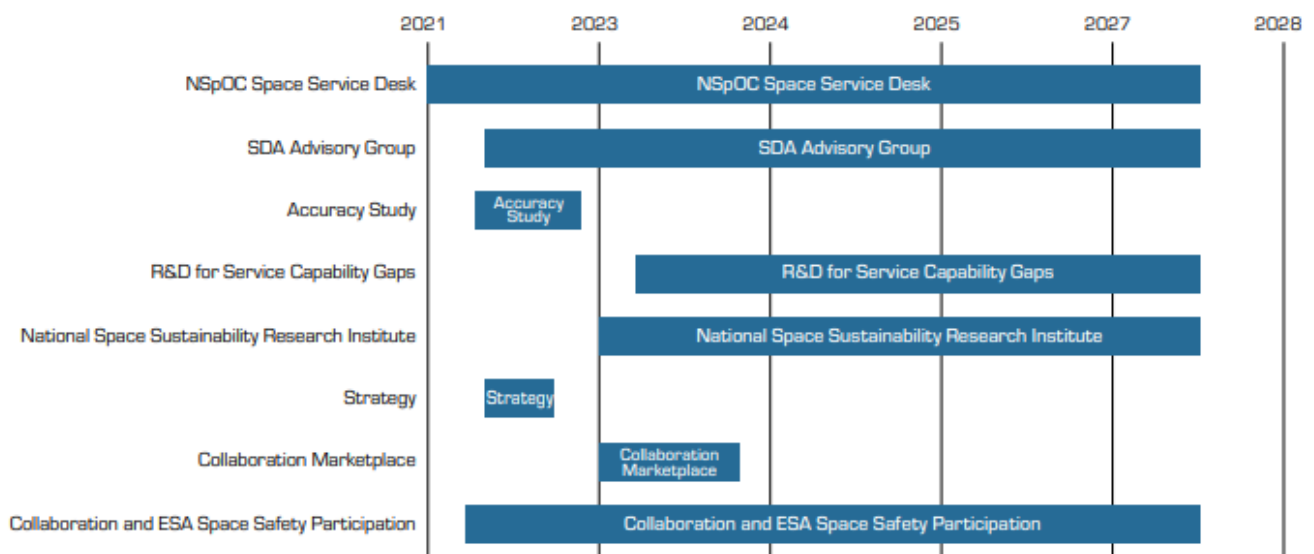 2021 2023 2024 2025 2027 2028
NSpOC Space Service Desk NSpOC Space Service Desk
SDA Advisory Group SDA Advisory Group
Accuracy Study Accuracy
Study
R&D for Service Capability Gaps R&D for Service Capability Gaps
National Space Sustainability Research Institute National Space Sustainability Research Institute
Strategy Strategy
Collaboration Marketplace Collaboration
Marketplace
Collaboration and ESA Space Safety Participation Collaboration and ESA Space Safety Participation